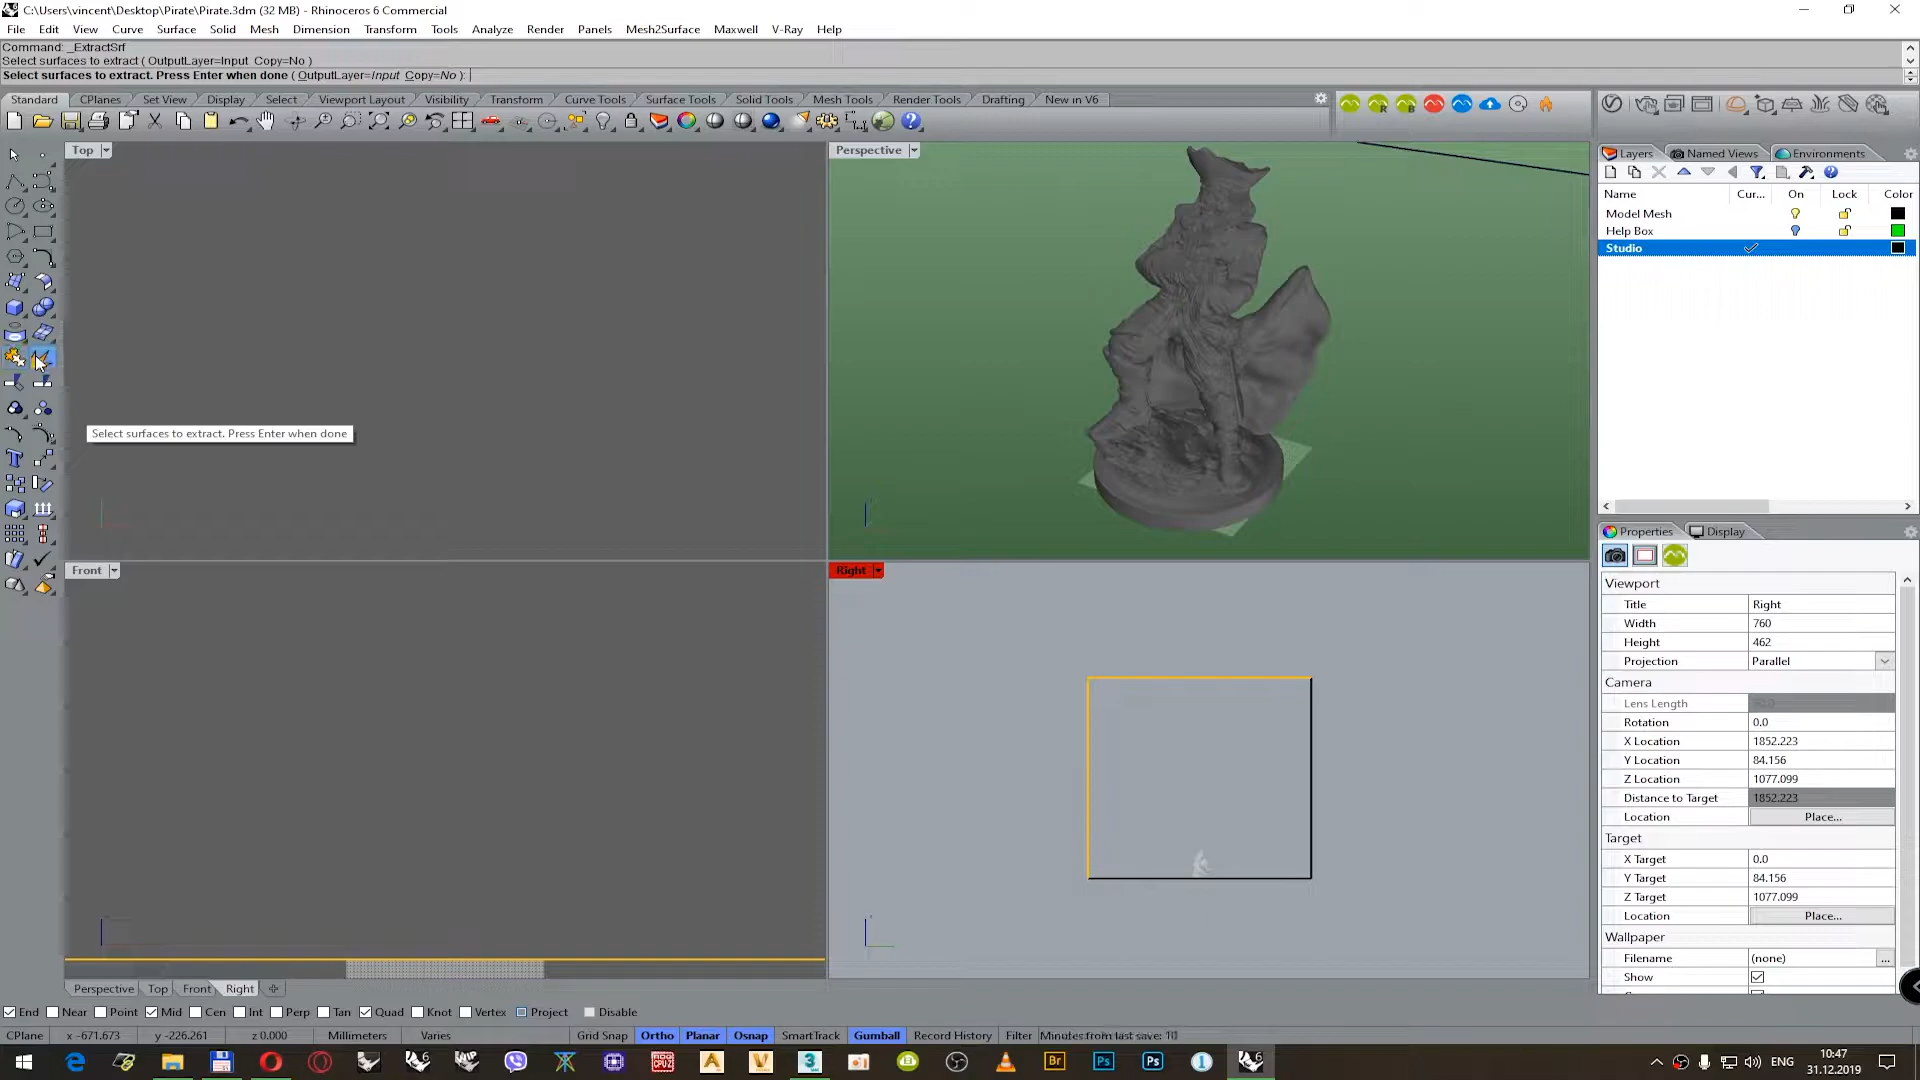 C:\Users\vincent\Desktop\Pirate\Pirate.3dm (32 MB) - Rhinoceros 6 Commercial
File Edit View Curve Surface Solid Mesh Dimension Transform Tools Analyze Render Panels Mesh2Surface Maxwell V-Ray Help
Command: _ExtractSrf
Select surfaces to extract ( OutputLayer=Input Copy=No )
Select surfaces to extract. Press Enter when done ( OutputLayer=Input Copy=No ):
Standard CPlanes Set View Display Select Viewport Layout Visibility Transform Curve Tools Surface Tools Solid Tools Mesh Tools Render Tools Drafting New in V6
Top
Perspective
Layers Named Views Environments
Name Cur... On Lock Color
Model Mesh
Help Box
Studio
Select surfaces to extract. Press Enter when done
Properties Display
Front
Right
Viewport
Title Right
Width 760
Height 462
Projection Parallel
Camera
Lens Length
Rotation 0.0
X Location 1852.223
Y Location 84.156
Z Location 1077.099
Distance to Target 1852.223
Location Place...
Target
X Target 0.0
Y Target 84.156
Z Target 1077.099
Location Place...
Wallpaper
Filename (none) ...
Show
Perspective Top Front Right
End Near Point Mid Cen Int Perp Tan Quad Knot Vertex Project Disable
CPlane x -671.673 y -226.261 z 0.000 Millimeters Varies Grid Snap Ortho Planar Osnap SmartTrack Gumball Record History Filter Minutes from last save: 10
ENG
10:47
31.12.2019